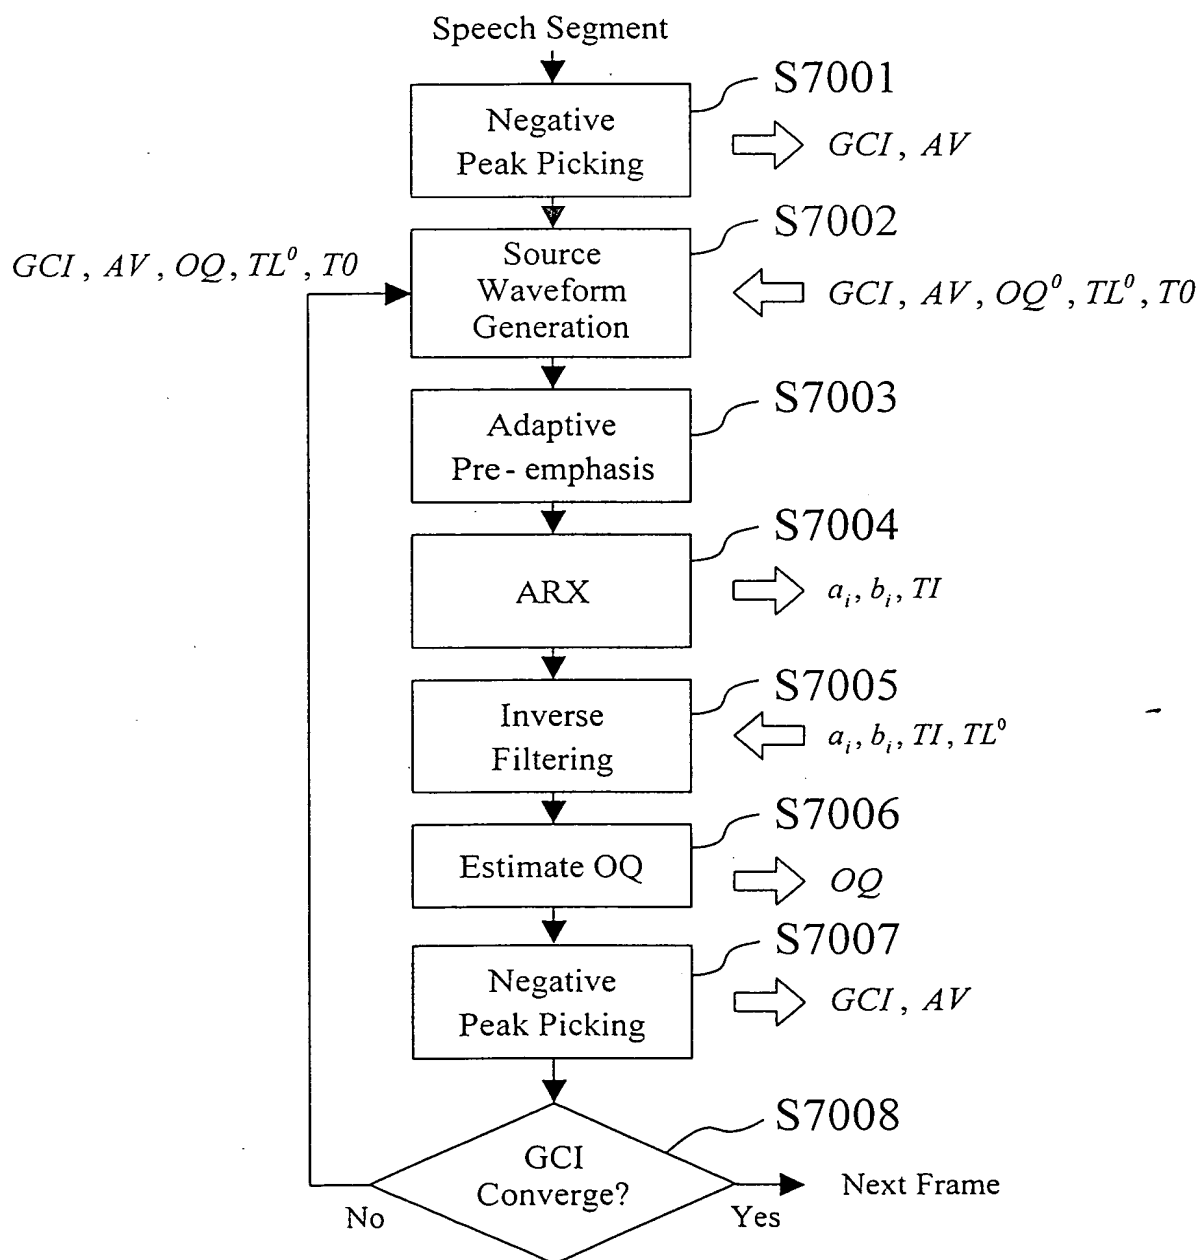 Speech Segment
S7001
Negative
Peak Picking
GCI, AV
S7002
Source
Waveform
Generation
GCI, AV, OQ, TL⁰, T0
GCI, AV, OQ⁰, TL⁰, T0
S7003
Adaptive
Pre-emphasis
S7004
ARX
aᵢ, bᵢ, TI
S7005
Inverse
Filtering
aᵢ, bᵢ, TI, TL⁰
S7006
Estimate OQ
OQ
S7007
Negative
Peak Picking
GCI, AV
S7008
GCI
Converge?
No
Yes
Next Frame